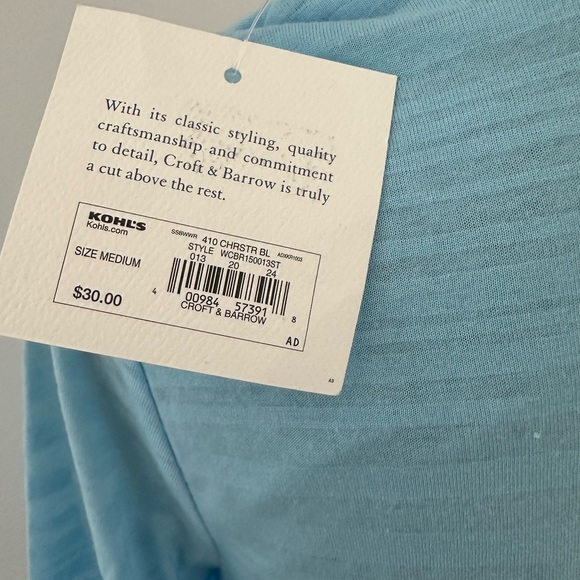 With its classic styling, quality
craftsmanship and commitment
to detail, Croft & Barrow is truly
a cut above the rest.
KOHL'S
Kohls.com
SSBWWR 410 CHRSTR BL ADXKR1003
STYLE WCBR150013ST
013 20 24
SIZE MEDIUM
$30.00
4 00984 57391 8
CROFT & BARROW
AD
AD